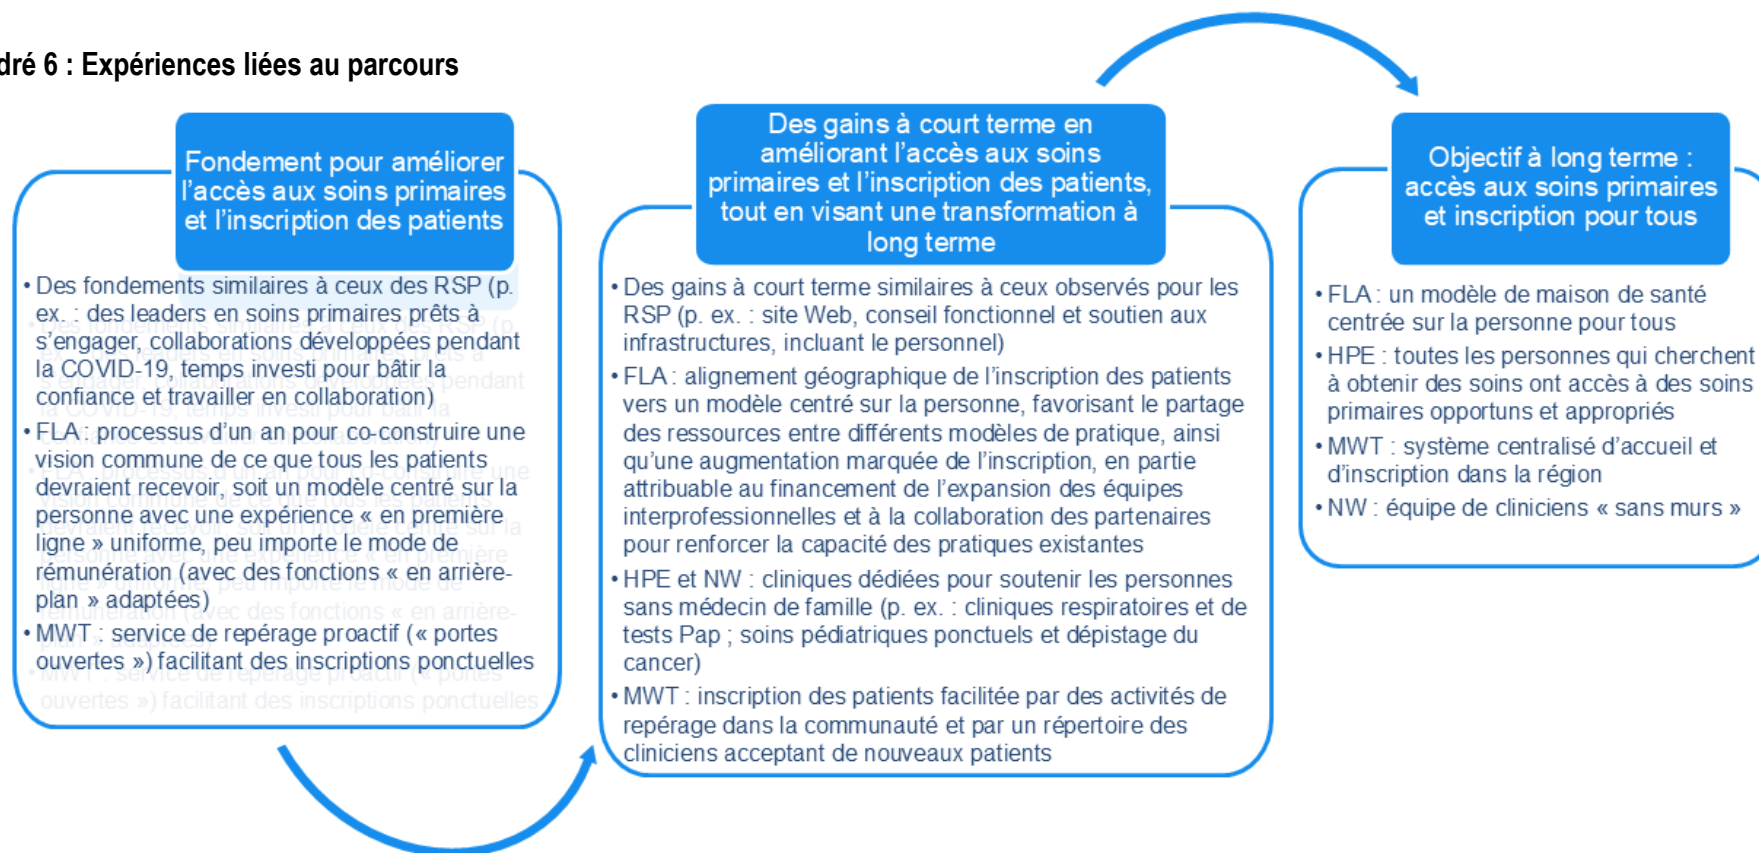 dré 6 : Expériences liées au parcours
Fondement pour améliorer
l’accès aux soins primaires
et l’inscription des patients
• Des fondements similaires à ceux des RSP (p.
ex. : des leaders en soins primaires prêts à
s’engager, collaborations développées pendant
la COVID-19, temps investi pour bâtir la
confiance et travailler en collaboration)
• FLA : processus d’un an pour co-construire une
vision commune de ce que tous les patients
devraient recevoir, soit un modèle centré sur la
personne avec une expérience « en première
ligne » uniforme, peu importe le mode de
rémunération (avec des fonctions « en arrière-
plan » adaptées)
• MWT : service de repérage proactif (« portes
ouvertes ») facilitant des inscriptions ponctuelles
Des gains à court terme en
améliorant l’accès aux soins
primaires et l’inscription des patients,
tout en visant une transformation à
long terme
• Des gains à court terme similaires à ceux observés pour les
RSP (p. ex. : site Web, conseil fonctionnel et soutien aux
infrastructures, incluant le personnel)
• FLA : alignement géographique de l’inscription des patients
vers un modèle centré sur la personne, favorisant le partage
des ressources entre différents modèles de pratique, ainsi
qu’une augmentation marquée de l’inscription, en partie
attribuable au financement de l’expansion des équipes
interprofessionnelles et à la collaboration des partenaires
pour renforcer la capacité des pratiques existantes
• HPE et NW : cliniques dédiées pour soutenir les personnes
sans médecin de famille (p. ex. : cliniques respiratoires et de
tests Pap ; soins pédiatriques ponctuels et dépistage du
cancer)
• MWT : inscription des patients facilitée par des activités de
repérage dans la communauté et par un répertoire des
cliniciens acceptant de nouveaux patients
Objectif à long terme :
accès aux soins primaires
et inscription pour tous
• FLA : un modèle de maison de santé
centrée sur la personne pour tous
• HPE : toutes les personnes qui cherchent
à obtenir des soins ont accès à des soins
primaires opportuns et appropriés
• MWT : système centralisé d’accueil et
d’inscription dans la région
• NW : équipe de cliniciens « sans murs »